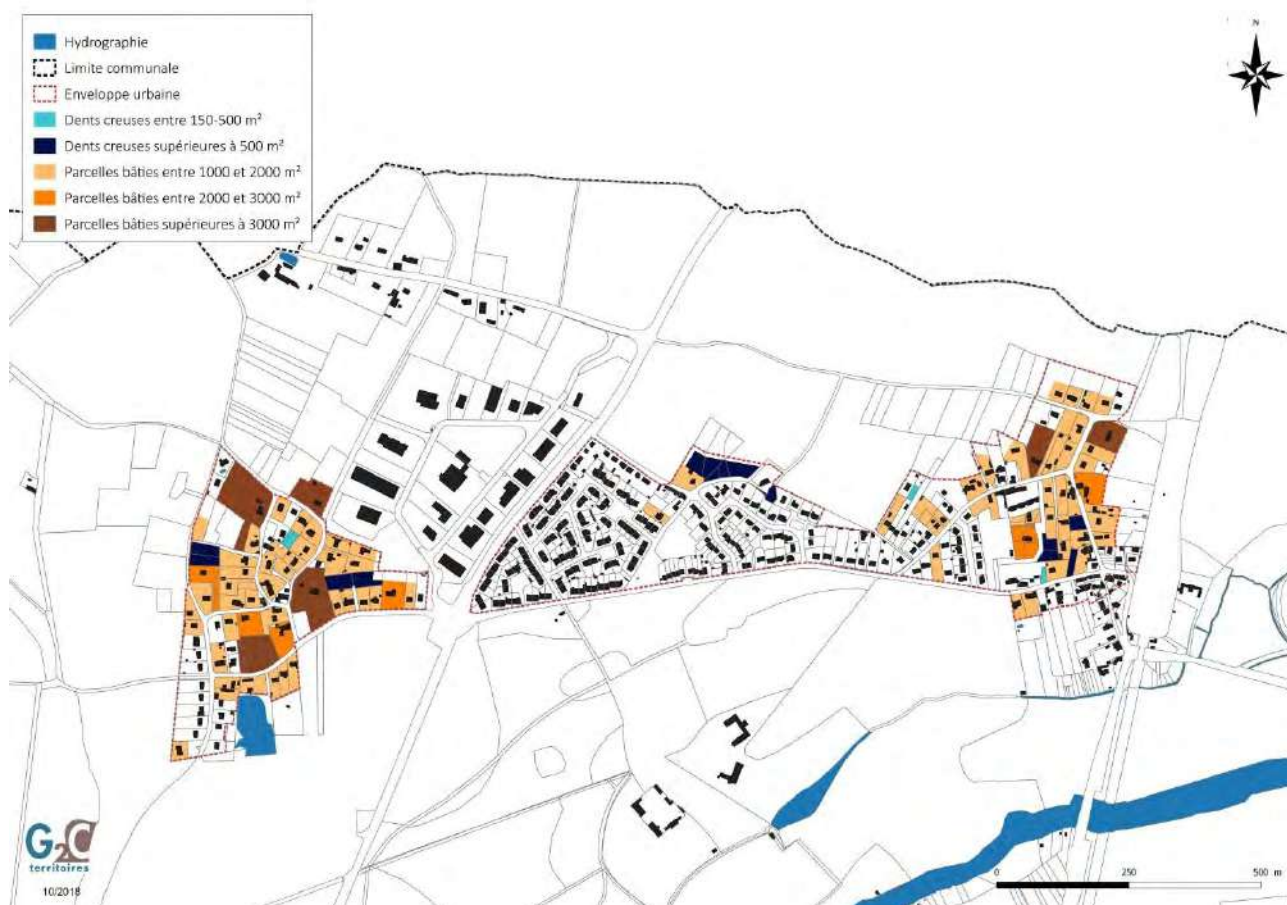 Hydrographie
Limite communale
Enveloppe urbaine
Dents creuses entre 150-500 m²
Dents creuses supérieures à 500 m²
Parcelles bâties entre 1000 et 2000 m²
Parcelles bâties entre 2000 et 3000 m²
Parcelles bâties supérieures à 3000 m²
N
G2C
territoires
10/2018
0 250 500 m